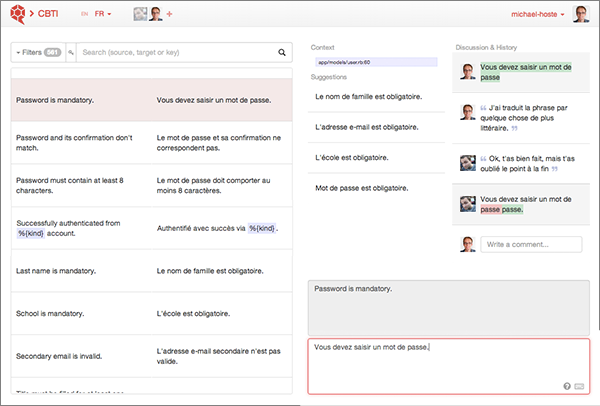 CBTI
EN
FR
michael-hoste
Filters 561
Search (source, target or key)
Password is mandatory.
Vous devez saisir un mot de passe.
Password and its confirmation don't
match.
Le mot de passe et sa confirmation ne
correspondent pas.
Password must contain at least 8
characters.
Le mot de passe doit comporter au
moins 8 caractères.
Successfully authenticated from
%{kind} account.
Authentifié avec succès via %{kind}.
Last name is mandatory.
Le nom de famille est obligatoire.
School is mandatory.
L'école est obligatoire.
Secondary email is invalid.
L'adresse e-mail secondaire n'est pas
valide.
Context
app/models/user.rb:60
Suggestions
Le nom de famille est obligatoire.
L'adresse e-mail est obligatoire.
L'école est obligatoire.
Mot de passe est obligatoire.
Discussion & History
Vous devez saisir un mot de
passe
“ J'ai traduit la phrase par
quelque chose de plus
littéraire. ”
“ Ok, t'as bien fait, mais t'as
oublié le point à la fin ”
Vous devez saisir un mot de
passe passe.
Write a comment...
Password is mandatory.
Vous devez saisir un mot de passe.
?